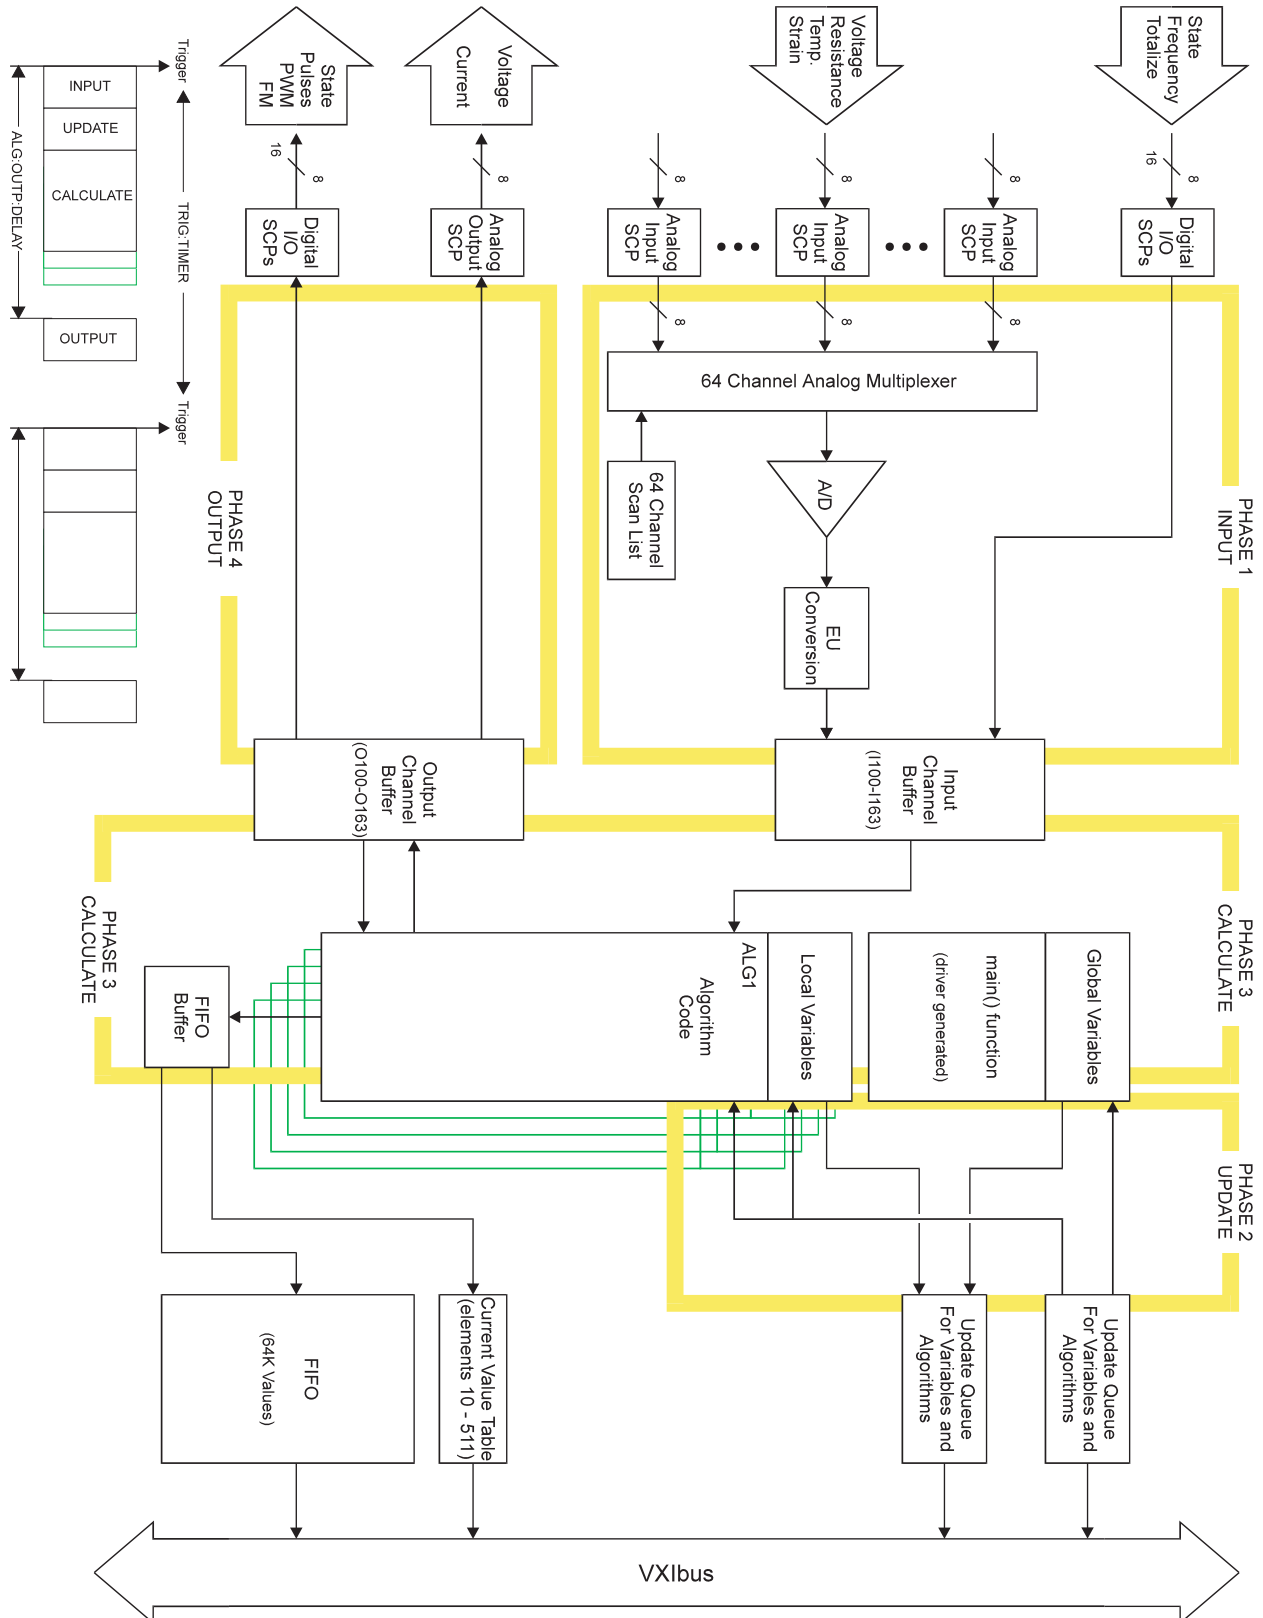 State
Frequency
Totalize
Voltage
Resistance
Temp.
Strain
Voltage
Current
State
Pulses
PWM
FM
16
8
8
8
8
8
16
8
Digital
I/O
SCPs
Analog
Input
SCP
Analog
Input
SCP
Analog
Input
SCP
Analog
Output
SCP
Digital
I/O
SCPs
8
8
8
64 Channel Analog Multiplexer
64 Channel
Scan List
A/D
EU
Conversion
PHASE 1
INPUT
PHASE 4
OUTPUT
Input
Channel
Buffer
(I100-I163)
Output
Channel
Buffer
(O100-O163)
PHASE 3
CALCULATE
PHASE 3
CALCULATE
Global Variables
main() function
(driver generated)
Local Variables
ALG1
Algorithm
Code
FIFO
Buffer
PHASE 2
UPDATE
Update Queue
For Variables and
Algorithms
Update Queue
For Variables and
Algorithms
Current Value Table
(elements 10 - 511)
FIFO
(64K Values)
VXIbus
Trigger
TRIG:TIMER
Trigger
INPUT
UPDATE
CALCULATE
OUTPUT
ALG:OUTP:DELAY